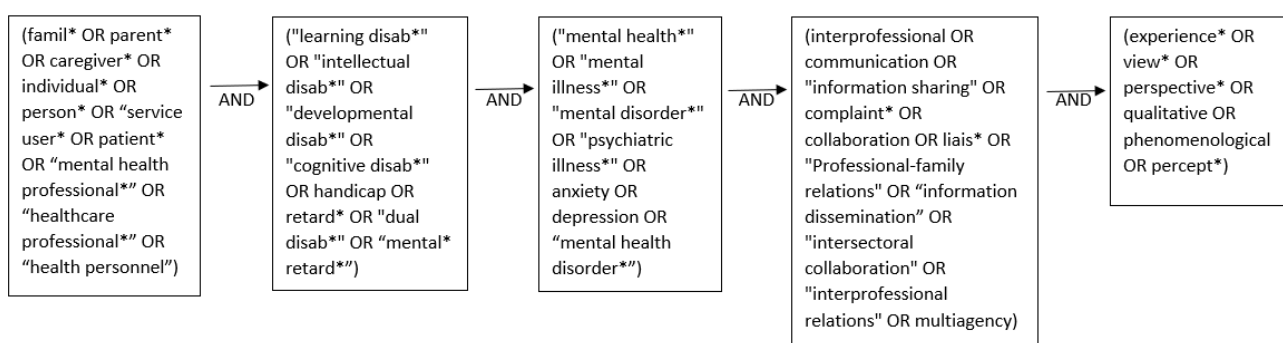 (famil* OR parent*
OR caregiver* OR
individual* OR
person* OR “service
user* OR patient*
OR “mental health
professional*” OR
“healthcare
professional*” OR
“health personnel”)
AND
("learning disab*"
OR "intellectual
disab*" OR
"developmental
disab*" OR
"cognitive disab*"
OR handicap OR
retard* OR "dual
disab*" OR “mental*
retard*”)
AND
("mental health*"
OR "mental
illness*" OR
"mental disorder*"
OR "psychiatric
illness*" OR
anxiety OR
depression OR
“mental health
disorder*”)
AND
(interprofessional OR
communication OR
"information sharing" OR
complaint* OR
collaboration OR liais* OR
"Professional-family
relations" OR “information
dissemination” OR
"intersectoral
collaboration" OR
"interprofessional
relations" OR multiagency)
AND
(experience* OR
view* OR
perspective* OR
qualitative OR
phenomenological
OR percept*)